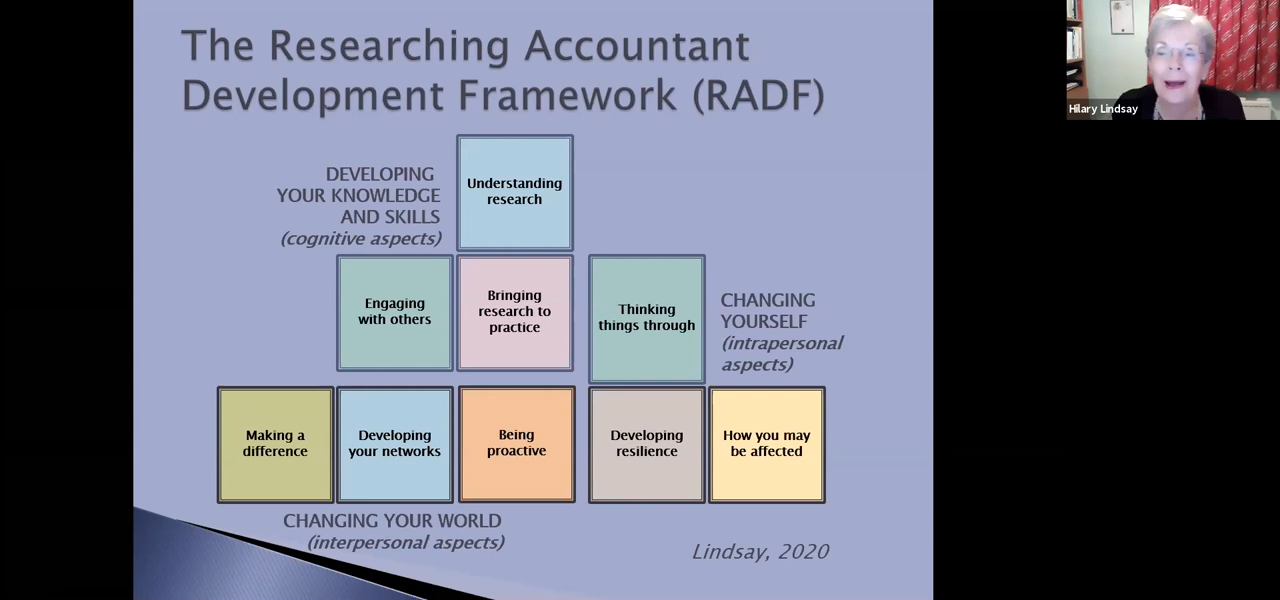 The Researching Accountant
Development Framework (RADF)
Hilary Lindsay
DEVELOPING
YOUR KNOWLEDGE
AND SKILLS
(cognitive aspects)
Understanding
research
Engaging
with others
Bringing
research to
practice
Thinking
things through
CHANGING
YOURSELF
(intrapersonal
aspects)
Making a
difference
Developing
your networks
Being
proactive
Developing
resilience
How you may
be affected
CHANGING YOUR WORLD
(interpersonal aspects)
Lindsay, 2020